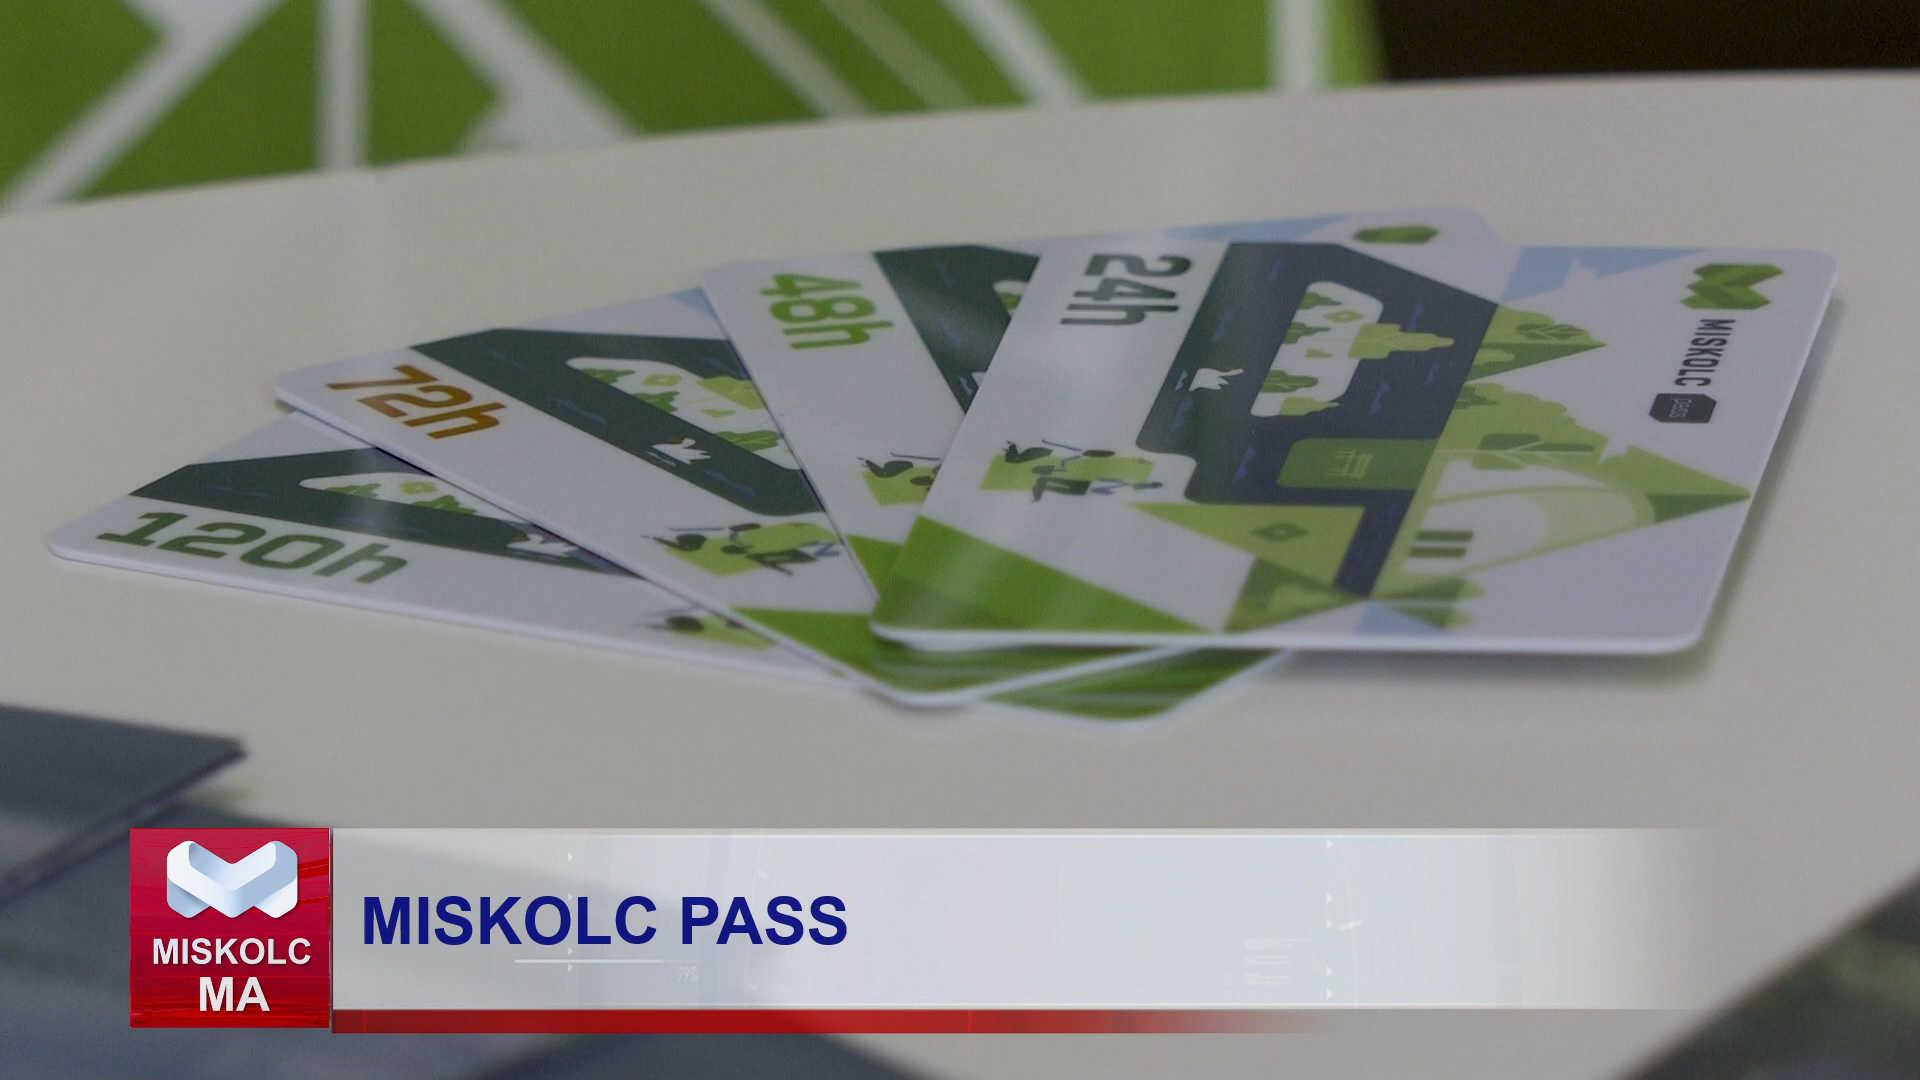 24h
MISKOLC
pass
48h
72h
120h
MISKOLC PASS
MISKOLC
MA